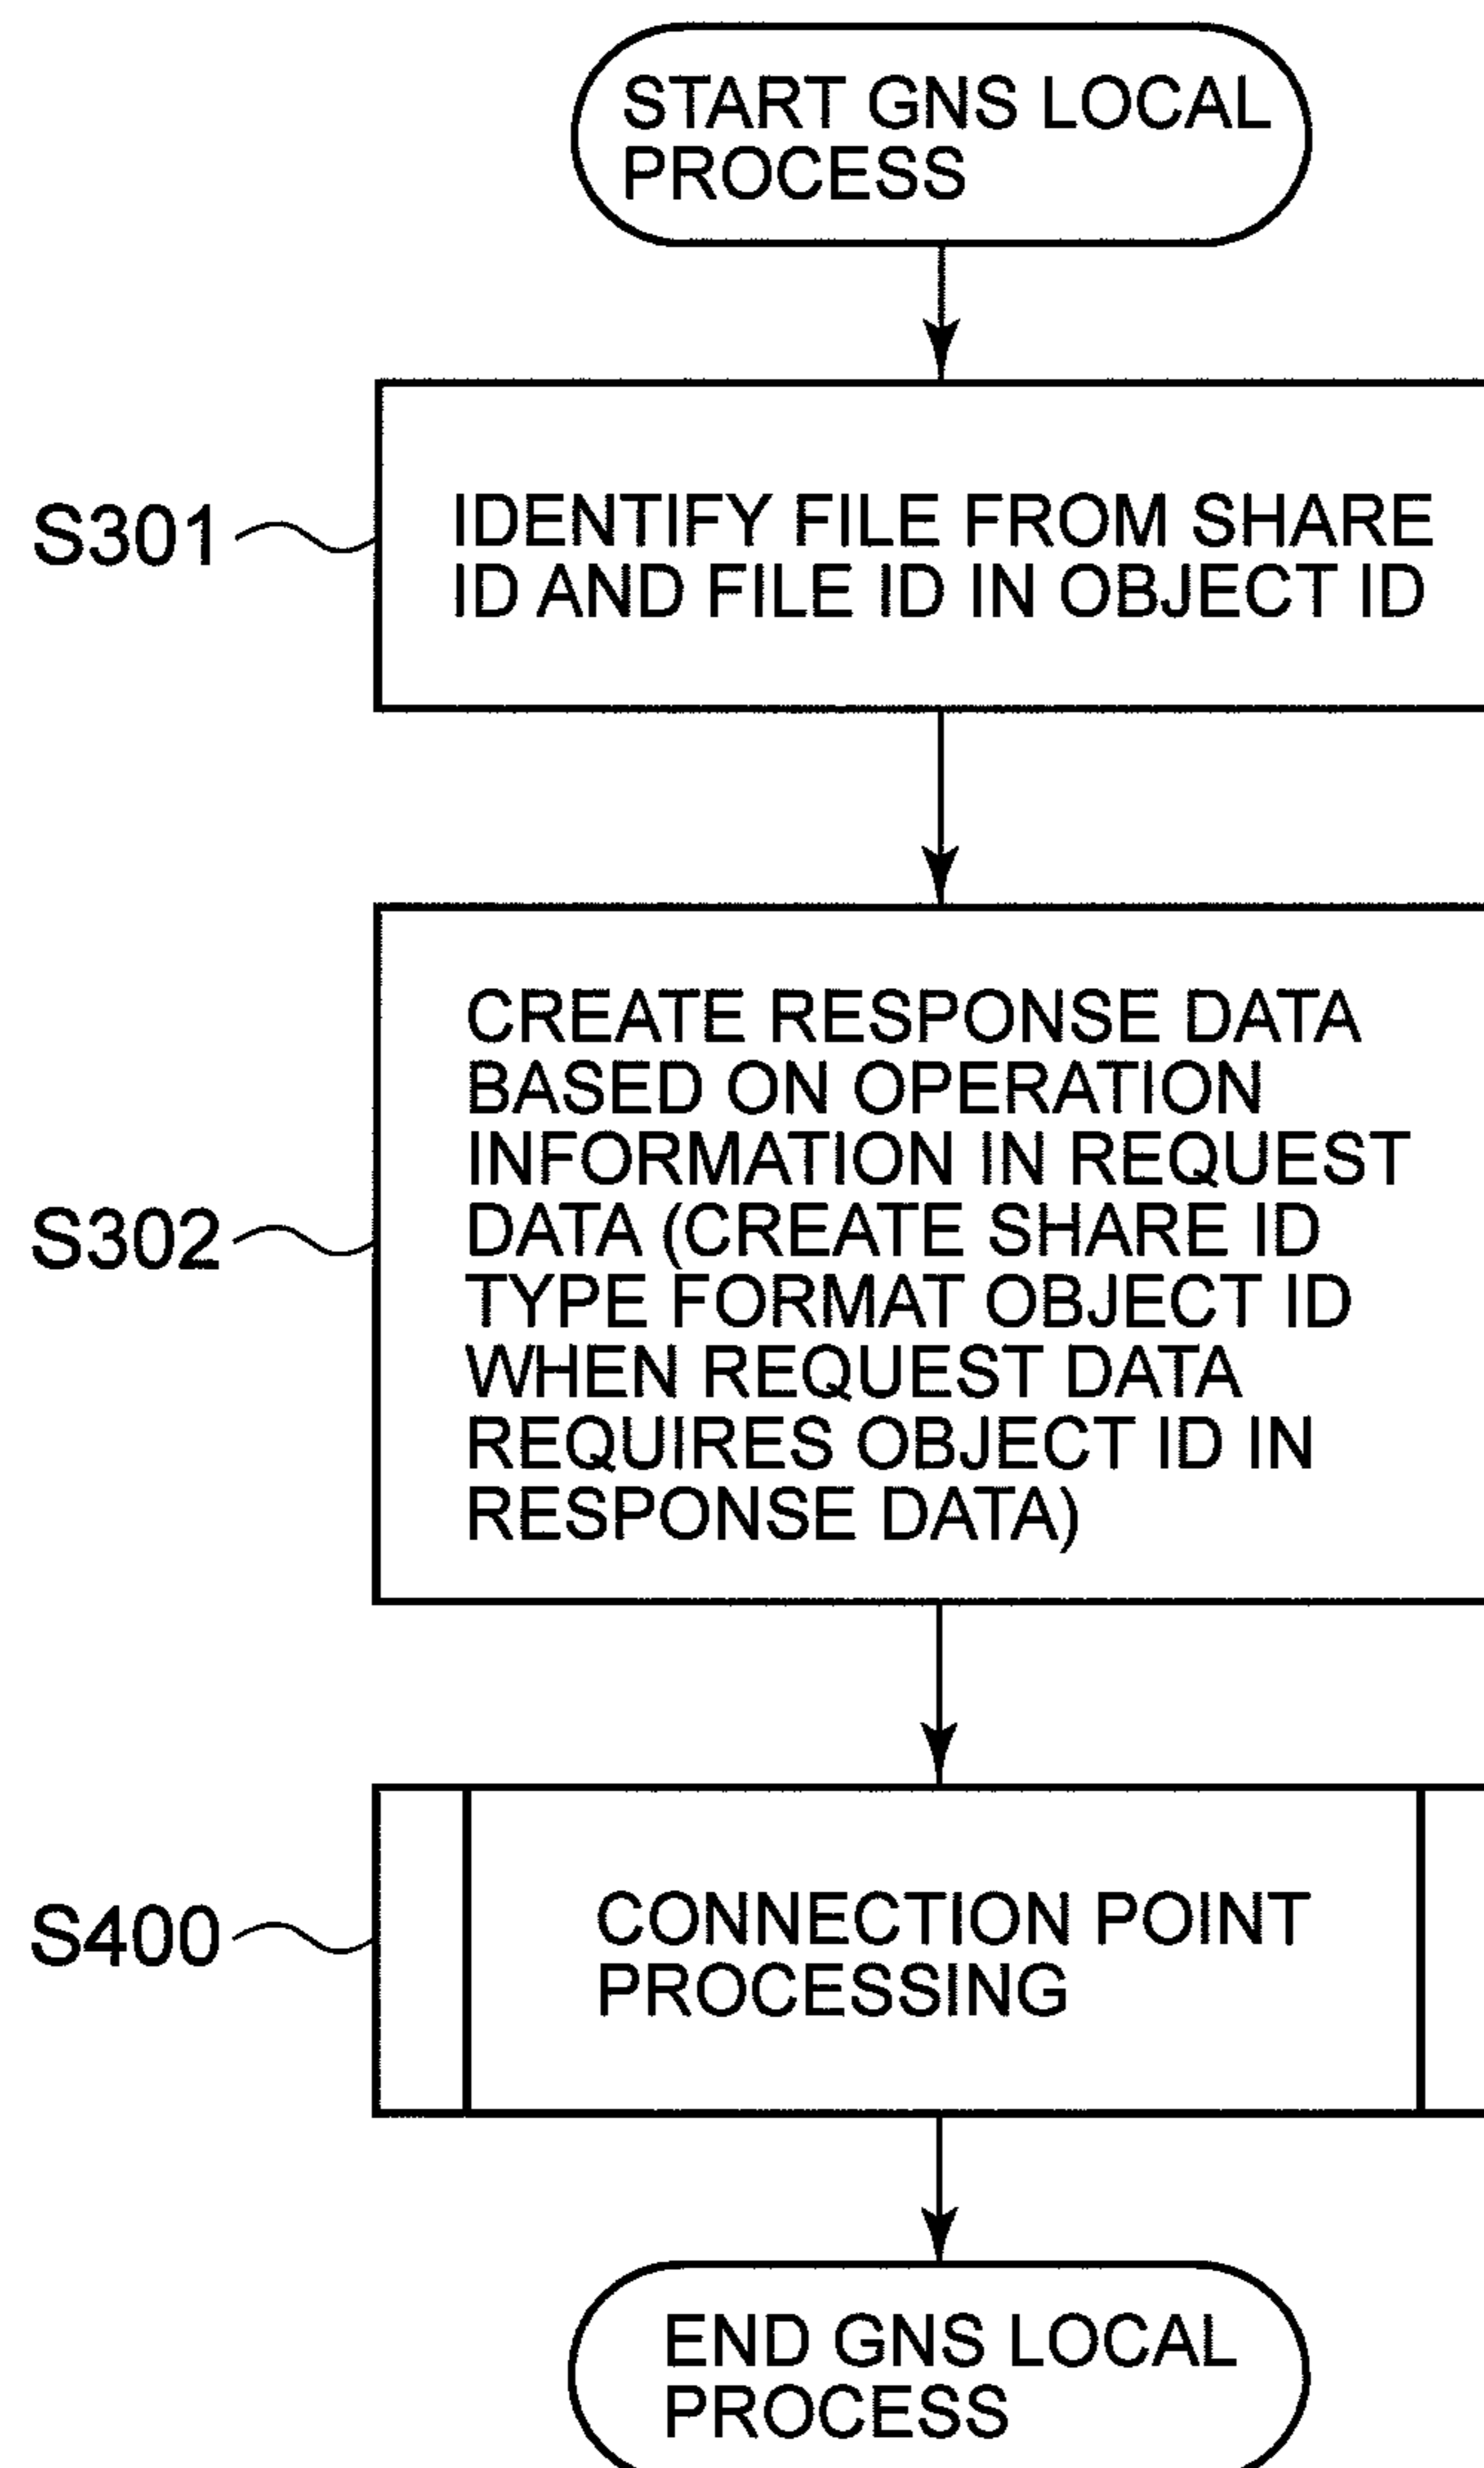 START GNS LOCAL
PROCESS
S301
IDENTIFY FILE FROM SHARE
ID AND FILE ID IN OBJECT ID
S302
CREATE RESPONSE DATA
BASED ON OPERATION
INFORMATION IN REQUEST
DATA (CREATE SHARE ID
TYPE FORMAT OBJECT ID
WHEN REQUEST DATA
REQUIRES OBJECT ID IN
RESPONSE DATA)
S400
CONNECTION POINT
PROCESSING
END GNS LOCAL
PROCESS